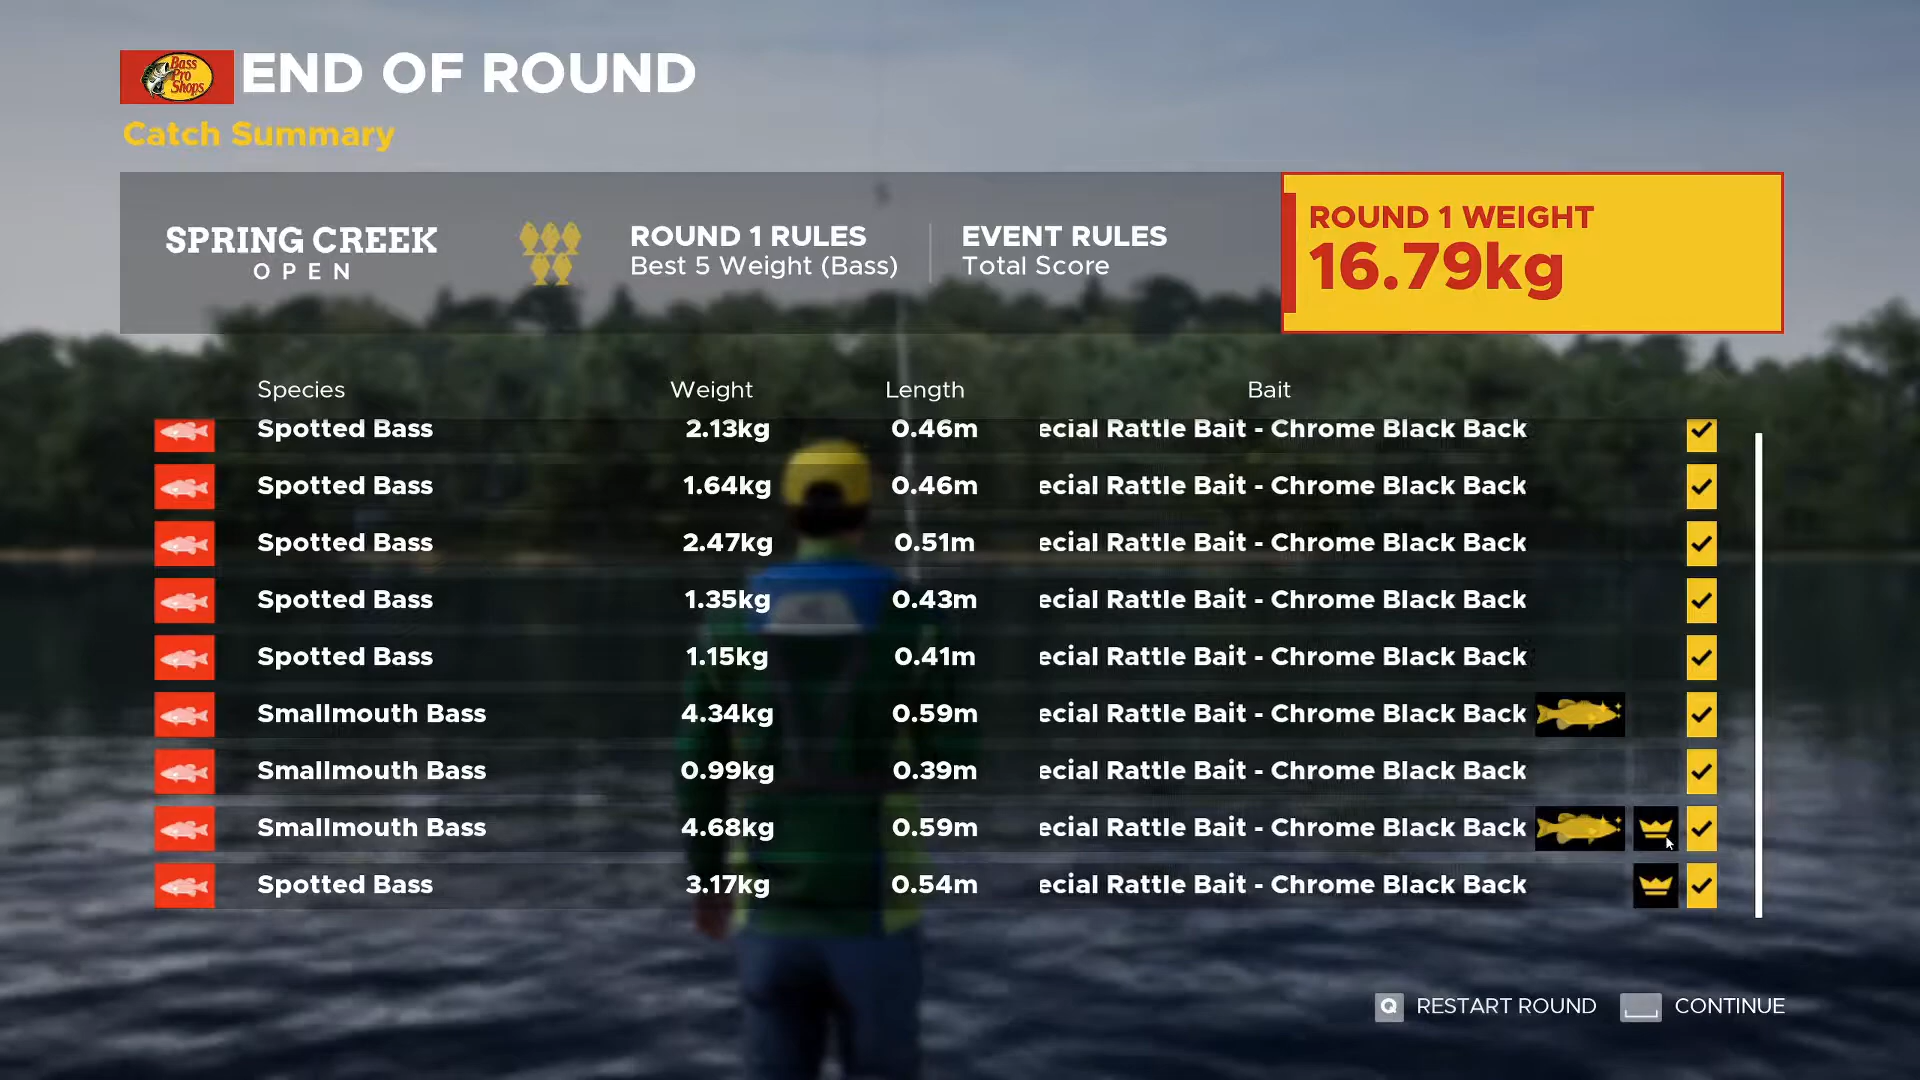 Bass
Pro
Shops
END OF ROUND
Catch Summary
SPRING CREEK
OPEN
ROUND 1 RULES
Best 5 Weight (Bass)
EVENT RULES
Total Score
ROUND 1 WEIGHT
16.79kg
Species Weight Length Bait
Spotted Bass 2.13kg 0.46m ecial Rattle Bait - Chrome Black Back
Spotted Bass 1.64kg 0.46m ecial Rattle Bait - Chrome Black Back
Spotted Bass 2.47kg 0.51m ecial Rattle Bait - Chrome Black Back
Spotted Bass 1.35kg 0.43m ecial Rattle Bait - Chrome Black Back
Spotted Bass 1.15kg 0.41m ecial Rattle Bait - Chrome Black Back
Smallmouth Bass 4.34kg 0.59m ecial Rattle Bait - Chrome Black Back
Smallmouth Bass 0.99kg 0.39m ecial Rattle Bait - Chrome Black Back
Smallmouth Bass 4.68kg 0.59m ecial Rattle Bait - Chrome Black Back
Spotted Bass 3.17kg 0.54m ecial Rattle Bait - Chrome Black Back
Q RESTART ROUND CONTINUE